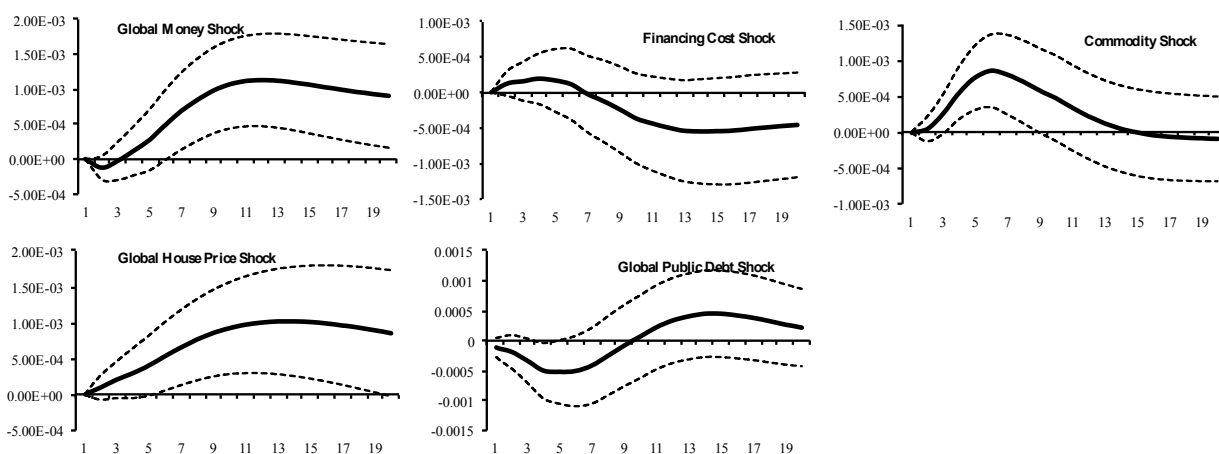 Global Money Shock
2.00E-03
1.50E-03
1.00E-03
5.00E-04
0.00E+00
-5.00E-04
1 3 5 7 9 11 13 15 17 19
Financing Cost Shock
1.00E-03
5.00E-04
0.00E+00
-5.00E-04
-1.00E-03
-1.50E-03
1 3 5 7 9 11 13 15 17 19
Commodity Shock
1.50E-03
1.00E-03
5.00E-04
0.00E+00
-5.00E-04
-1.00E-03
1 3 5 7 9 11 13 15 17 19
Global House Price Shock
2.00E-03
1.50E-03
1.00E-03
5.00E-04
0.00E+00
-5.00E-04
1 3 5 7 9 11 13 15 17 19
Global Public Debt Shock
0.0015
0.001
0.0005
0
-0.0005
-0.001
-0.0015
1 3 5 7 9 11 13 15 17 19